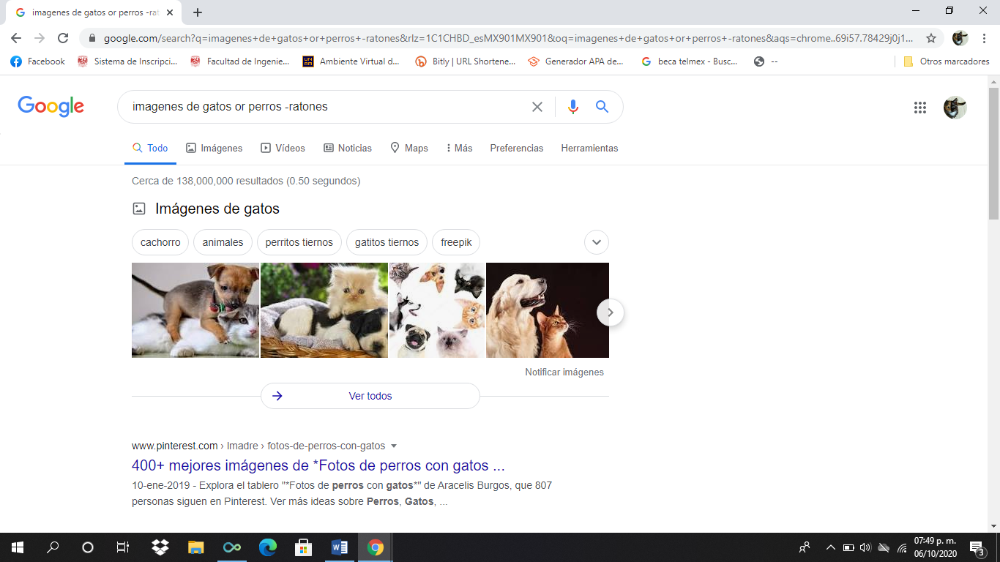 imagenes de gatos or perros -rat
google.com/search?q=imagenes+de+gatos+or+perros+-ratones&rlz=1C1CHBD_esMX901MX901&oq=imagenes+de+gatos+or+perros+-ratones&aqs=chrome..69i57.78429j0j1...
Facebook Sistema de Inscripci... Facultad de Ingenie... UNAM Ambiente Virtual d... Bitly | URL Shortene... Generador APA de... beca telmex - Busc... -- Otros marcadores
Google imagenes de gatos or perros -ratones
Todo Imágenes Vídeos Noticias Maps Más Preferencias Herramientas
Cerca de 138,000,000 resultados (0.50 segundos)
Imágenes de gatos
cachorro animales perritos tiernos gatitos tiernos freepik
Notificar imágenes
Ver todos
www.pinterest.com › lmadre › fotos-de-perros-con-gatos
400+ mejores imágenes de *Fotos de perros con gatos ...
10-ene-2019 - Explora el tablero "*Fotos de perros con gatos*" de Aracelis Burgos, que 807
personas siguen en Pinterest. Ver más ideas sobre Perros, Gatos, ...
07:49 p. m.
06/10/2020
3